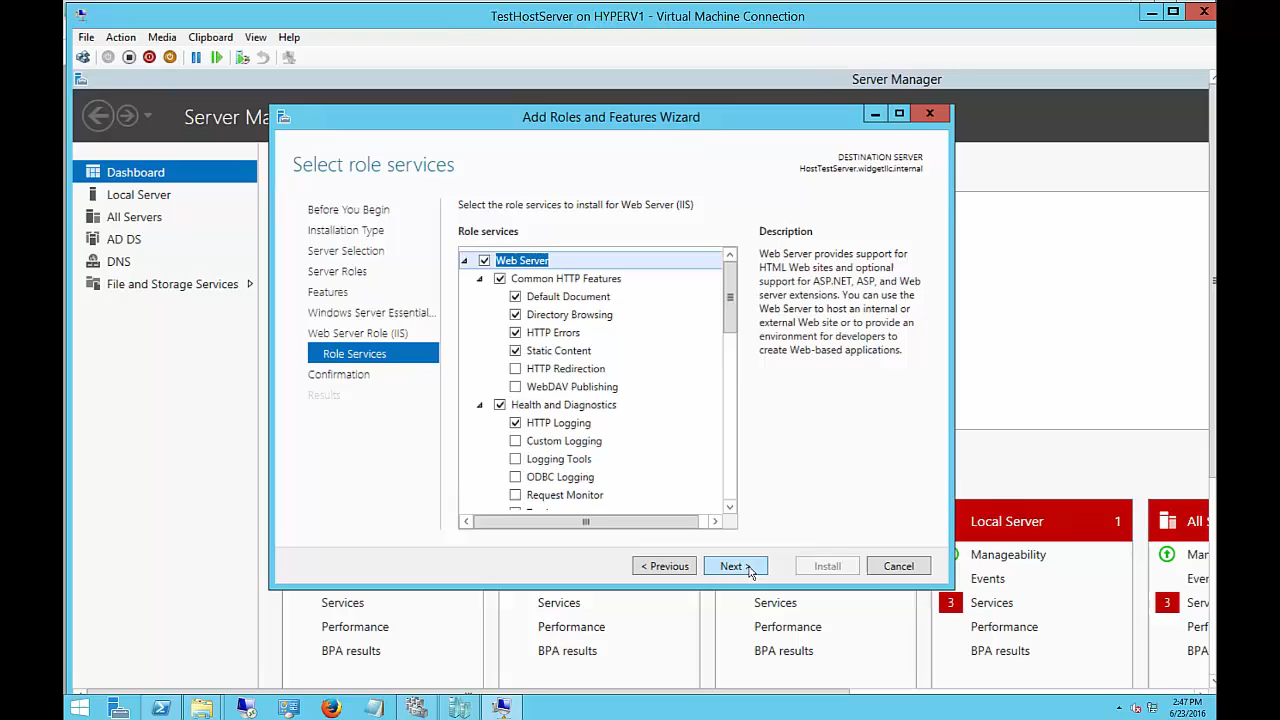 TestHostServer on HYPERV1 - Virtual Machine Connection
File Action Media Clipboard View Help
Server Manager
Server Ma
Add Roles and Features Wizard
Select role services
DESTINATION SERVER
HostTestServer.widgetllc.internal
Dashboard
Local Server
All Servers
AD DS
DNS
File and Storage Services
Before You Begin
Installation Type
Server Selection
Server Roles
Features
Windows Server Essential...
Web Server Role (IIS)
Role Services
Confirmation
Results
Select the role services to install for Web Server (IIS)
Role services
Web Server
Common HTTP Features
Default Document
Directory Browsing
HTTP Errors
Static Content
HTTP Redirection
WebDAV Publishing
Health and Diagnostics
HTTP Logging
Custom Logging
Logging Tools
ODBC Logging
Request Monitor
Description
Web Server provides support for
HTML Web sites and optional
support for ASP.NET, ASP, and Web
server extensions. You can use the
Web Server to host an internal or
external Web site or to provide an
environment for developers to
create Web-based applications.
< Previous
Next >
Install
Cancel
Services
Performance
BPA results
Services
Performance
BPA results
Services
Performance
BPA results
Local Server 1
Manageability
Events
3 Services
Performance
BPA results
All S
Mar
Ever
3 Serv
Perf
BPA
2:47 PM
6/23/2016